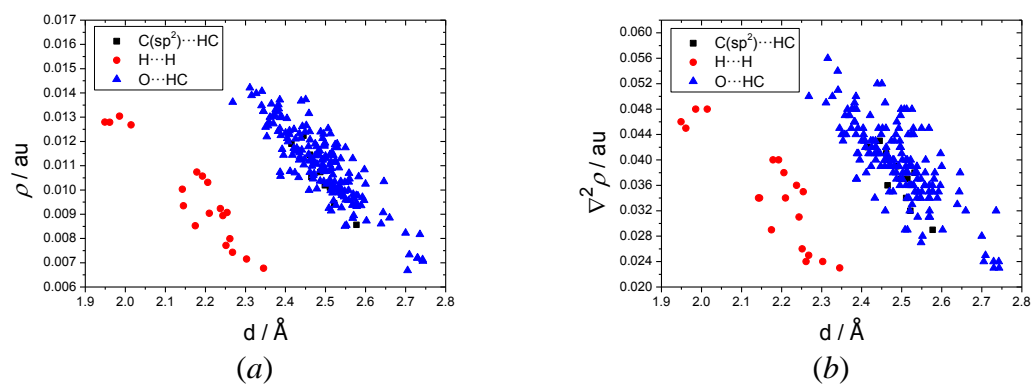 0.017
0.016
0.015
0.014
0.013
0.012
0.011
0.010
0.009
0.008
0.007
0.006
ρ / au
C(sp²)···HC
H···H
O···HC
1.9 2.0 2.1 2.2 2.3 2.4 2.5 2.6 2.7 2.8
d / Å
(a)
0.060
0.056
0.052
0.048
0.044
0.040
0.036
0.032
0.028
0.024
0.020
∇²ρ / au
C(sp²)···HC
H···H
O···HC
1.9 2.0 2.1 2.2 2.3 2.4 2.5 2.6 2.7 2.8
d / Å
(b)